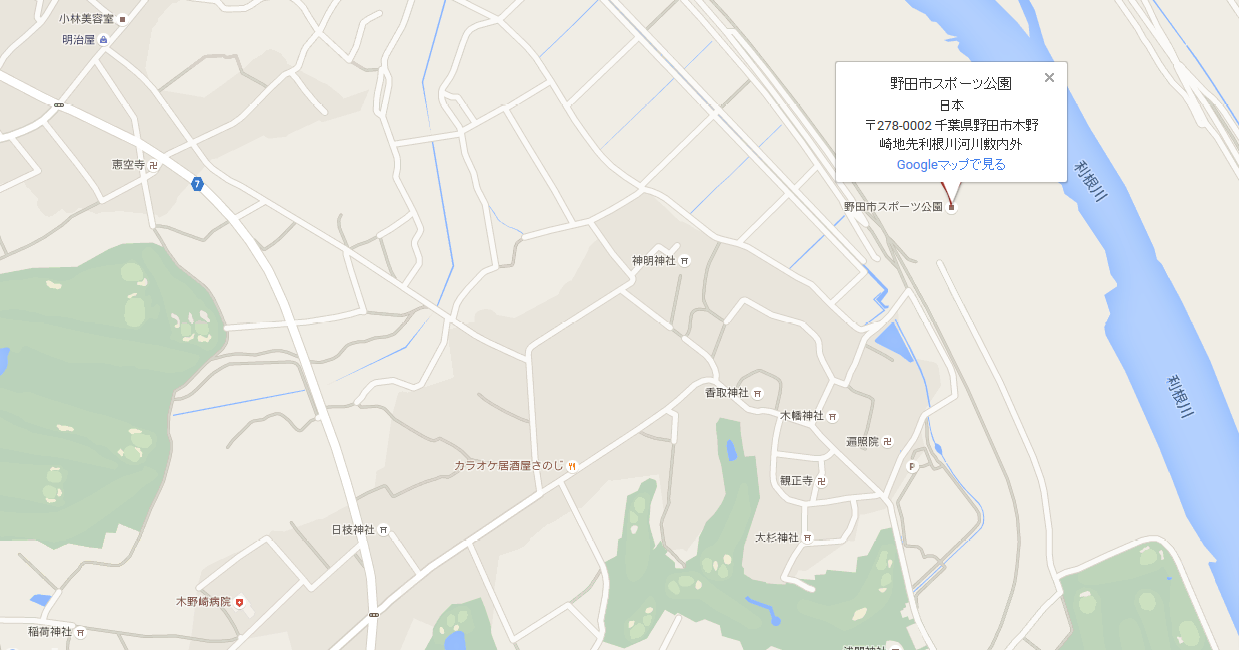 小林美容室
明治屋
野田市スポーツ公園
日本
〒278-0002 千葉県野田市木野
崎地先利根川河川敷内外
Googleマップで見る
恵空寺
7
利根川
野田市スポーツ公園
神明神社
利根川
香取神社
木幡神社
遍照院
カラオケ居酒屋さのじ
P
観正寺
日枝神社
大杉神社
木野崎病院
稲荷神社